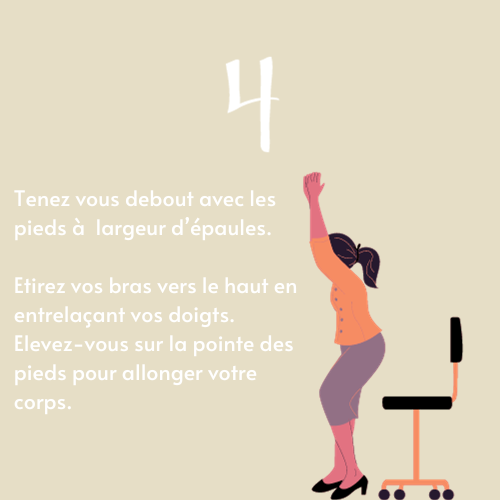 4
Tenez vous debout avec les
pieds à largeur d'épaules.
Etirez vos bras vers le haut en
entrelaçant vos doigts.
Elevez-vous sur la pointe des
pieds pour allonger votre
corps.